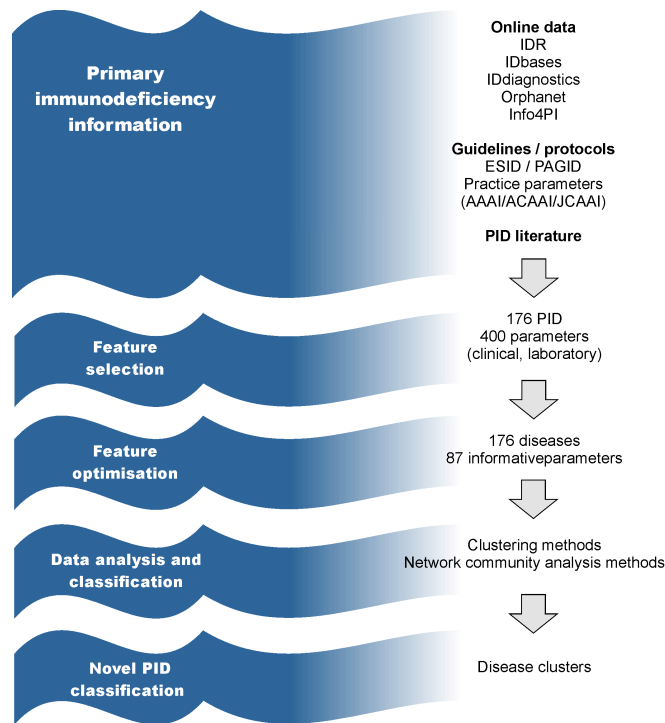 Primary
immunodeficiency
information
Online data
IDR
IDbases
IDdiagnostics
Orphanet
Info4PI
Guidelines / protocols
ESID / PAGID
Practice parameters
(AAAI/ACAAI/JCAAI)
PID literature
Feature
selection
176 PID
400 parameters
(clinical, laboratory)
Feature
optimisation
176 diseases
87 informativeparameters
Data analysis and
classification
Clustering methods
Network community analysis methods
Novel PID
classification
Disease clusters